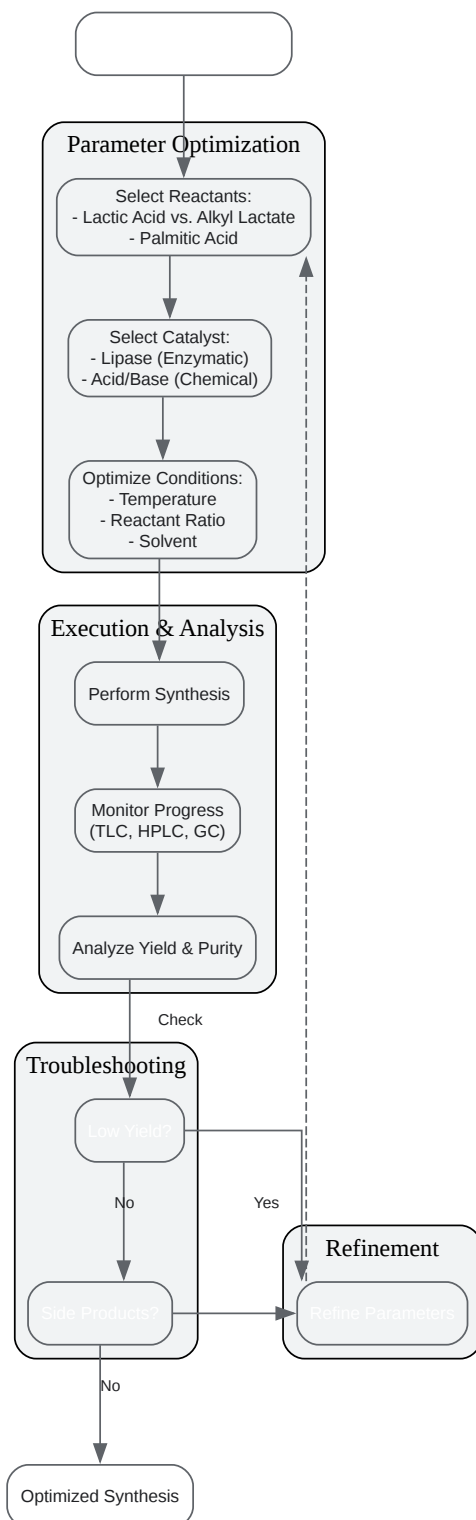 Parameter Optimization
Select Reactants:
- Lactic Acid vs. Alkyl Lactate
- Palmitic Acid
Select Catalyst:
- Lipase (Enzymatic)
- Acid/Base (Chemical)
Optimize Conditions:
- Temperature
- Reactant Ratio
- Solvent
Execution & Analysis
Perform Synthesis
Monitor Progress
(TLC, HPLC, GC)
Analyze Yield & Purity
Check
Troubleshooting
Low Yield?
No
Yes
Refinement
Side Products?
Refine Parameters
No
Optimized Synthesis